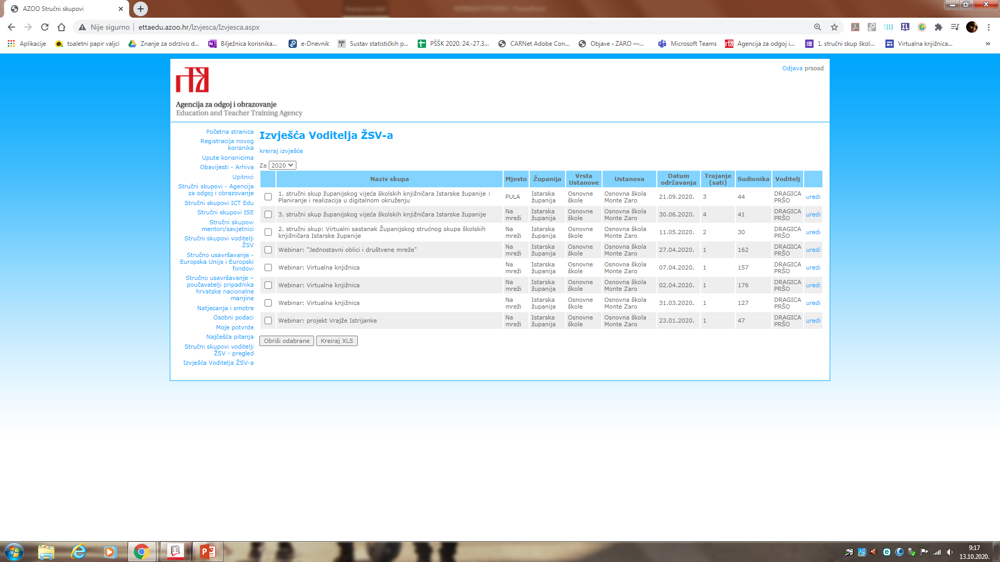 AZOO Stručni skupovi
Nije sigurno
ettaedu.azoo.hr/Izvjesca/Izvjesca.aspx
Aplikacije
toaletni papir valjci
Znanje za odrzivo d...
Bilježnica korisnika...
e-Dnevnik
Sustav statističkih p...
PŠŠK 2020. 24.-27.3...
CARNet Adobe Con...
Objave ‹ ZARO —...
Microsoft Teams
Agencija za odgoj i...
1. stručni skup škol...
Virtualna knjižnica...
»
Odjava prsosd
Agencija za odgoj i obrazovanje
Education and Teacher Training Agency
Početna stranica
Registracija novog
korisnika
Upute korisnicima
Obavijesti - Arhiva
Upitnici
Stručni skupovi - Agencija
za odgoj i obrazovanje
Stručni skupovi ICT Edu
Stručni skupovi ISE
Stručni skupovi
mentori/savjetnici
Stručni skupovi voditelji
ŽSV
Stručno usavršavanje -
Europska Unija i Europski
fondovi
Stručno usavršavanje –
poučavatelji pripadnika
hrvatske nacionalne
manjine
Natjecanja i smotre
Osobni podaci
Moje potvrde
Najčešća pitanja
Stručni skupovi voditelji
ŽSV - pregled
Izvješća Voditelja ŽSV-a
Izvješća Voditelja ŽSV-a
kreiraj izvješće
Za 2020
Naziv skupa Mjesto Županija Vrsta Ustanove Ustanova Datum održavanja Trajanje (sati) Sudionika Voditelj
1. stručni skup županijskog vijeća školskih knjižničara Istarske županije : Planiranje i realizacija u digitalnom okruženju PULA Istarska županija Osnovne škole Osnovna škola Monte Zaro 21.09.2020. 3 44 DRAGICA PRŠO uredi
3. stručni skup županijskog vijeća školskih knjižničara Istarske županije Na mreži Istarska županija Osnovne škole Osnovna škola Monte Zaro 30.06.2020. 4 41 DRAGICA PRŠO uredi
2. stručni skup: Virtualni sastanak Županijskog strućnog skupa školskih knjižničara Istarske županije Na mreži Istarska županija Osnovne škole Osnovna škola Monte Zaro 11.05.2020. 2 30 DRAGICA PRŠO uredi
Webinar: "Jednostavni oblici i društvene mreže" Na mreži Istarska županija Osnovne škole Osnovna škola Monte Zaro 27.04.2020. 1 162 DRAGICA PRŠO uredi
Webinar: Virtualna knjižnica Na mreži Istarska županija Osnovne škole Osnovna škola Monte Zaro 07.04.2020. 1 157 DRAGICA PRŠO uredi
Webinar: Virtualna knjižnica Na mreži Istarska županija Osnovne škole Osnovna škola Monte Zaro 02.04.2020. 1 176 DRAGICA PRŠO uredi
Webinar: Virtualna knjižnica Na mreži Istarska županija Osnovne škole Osnovna škola Monte Zaro 31.03.2020. 1 127 DRAGICA PRŠO uredi
Webinar: projekt Vrajže Istrijanke Na mreži Istarska županija Osnovne škole Osnovna škola Monte Zaro 23.01.2020. 1 47 DRAGICA PRŠO uredi
Obriši odabrane
Kreiraj XLS
9:17
13.10.2020.